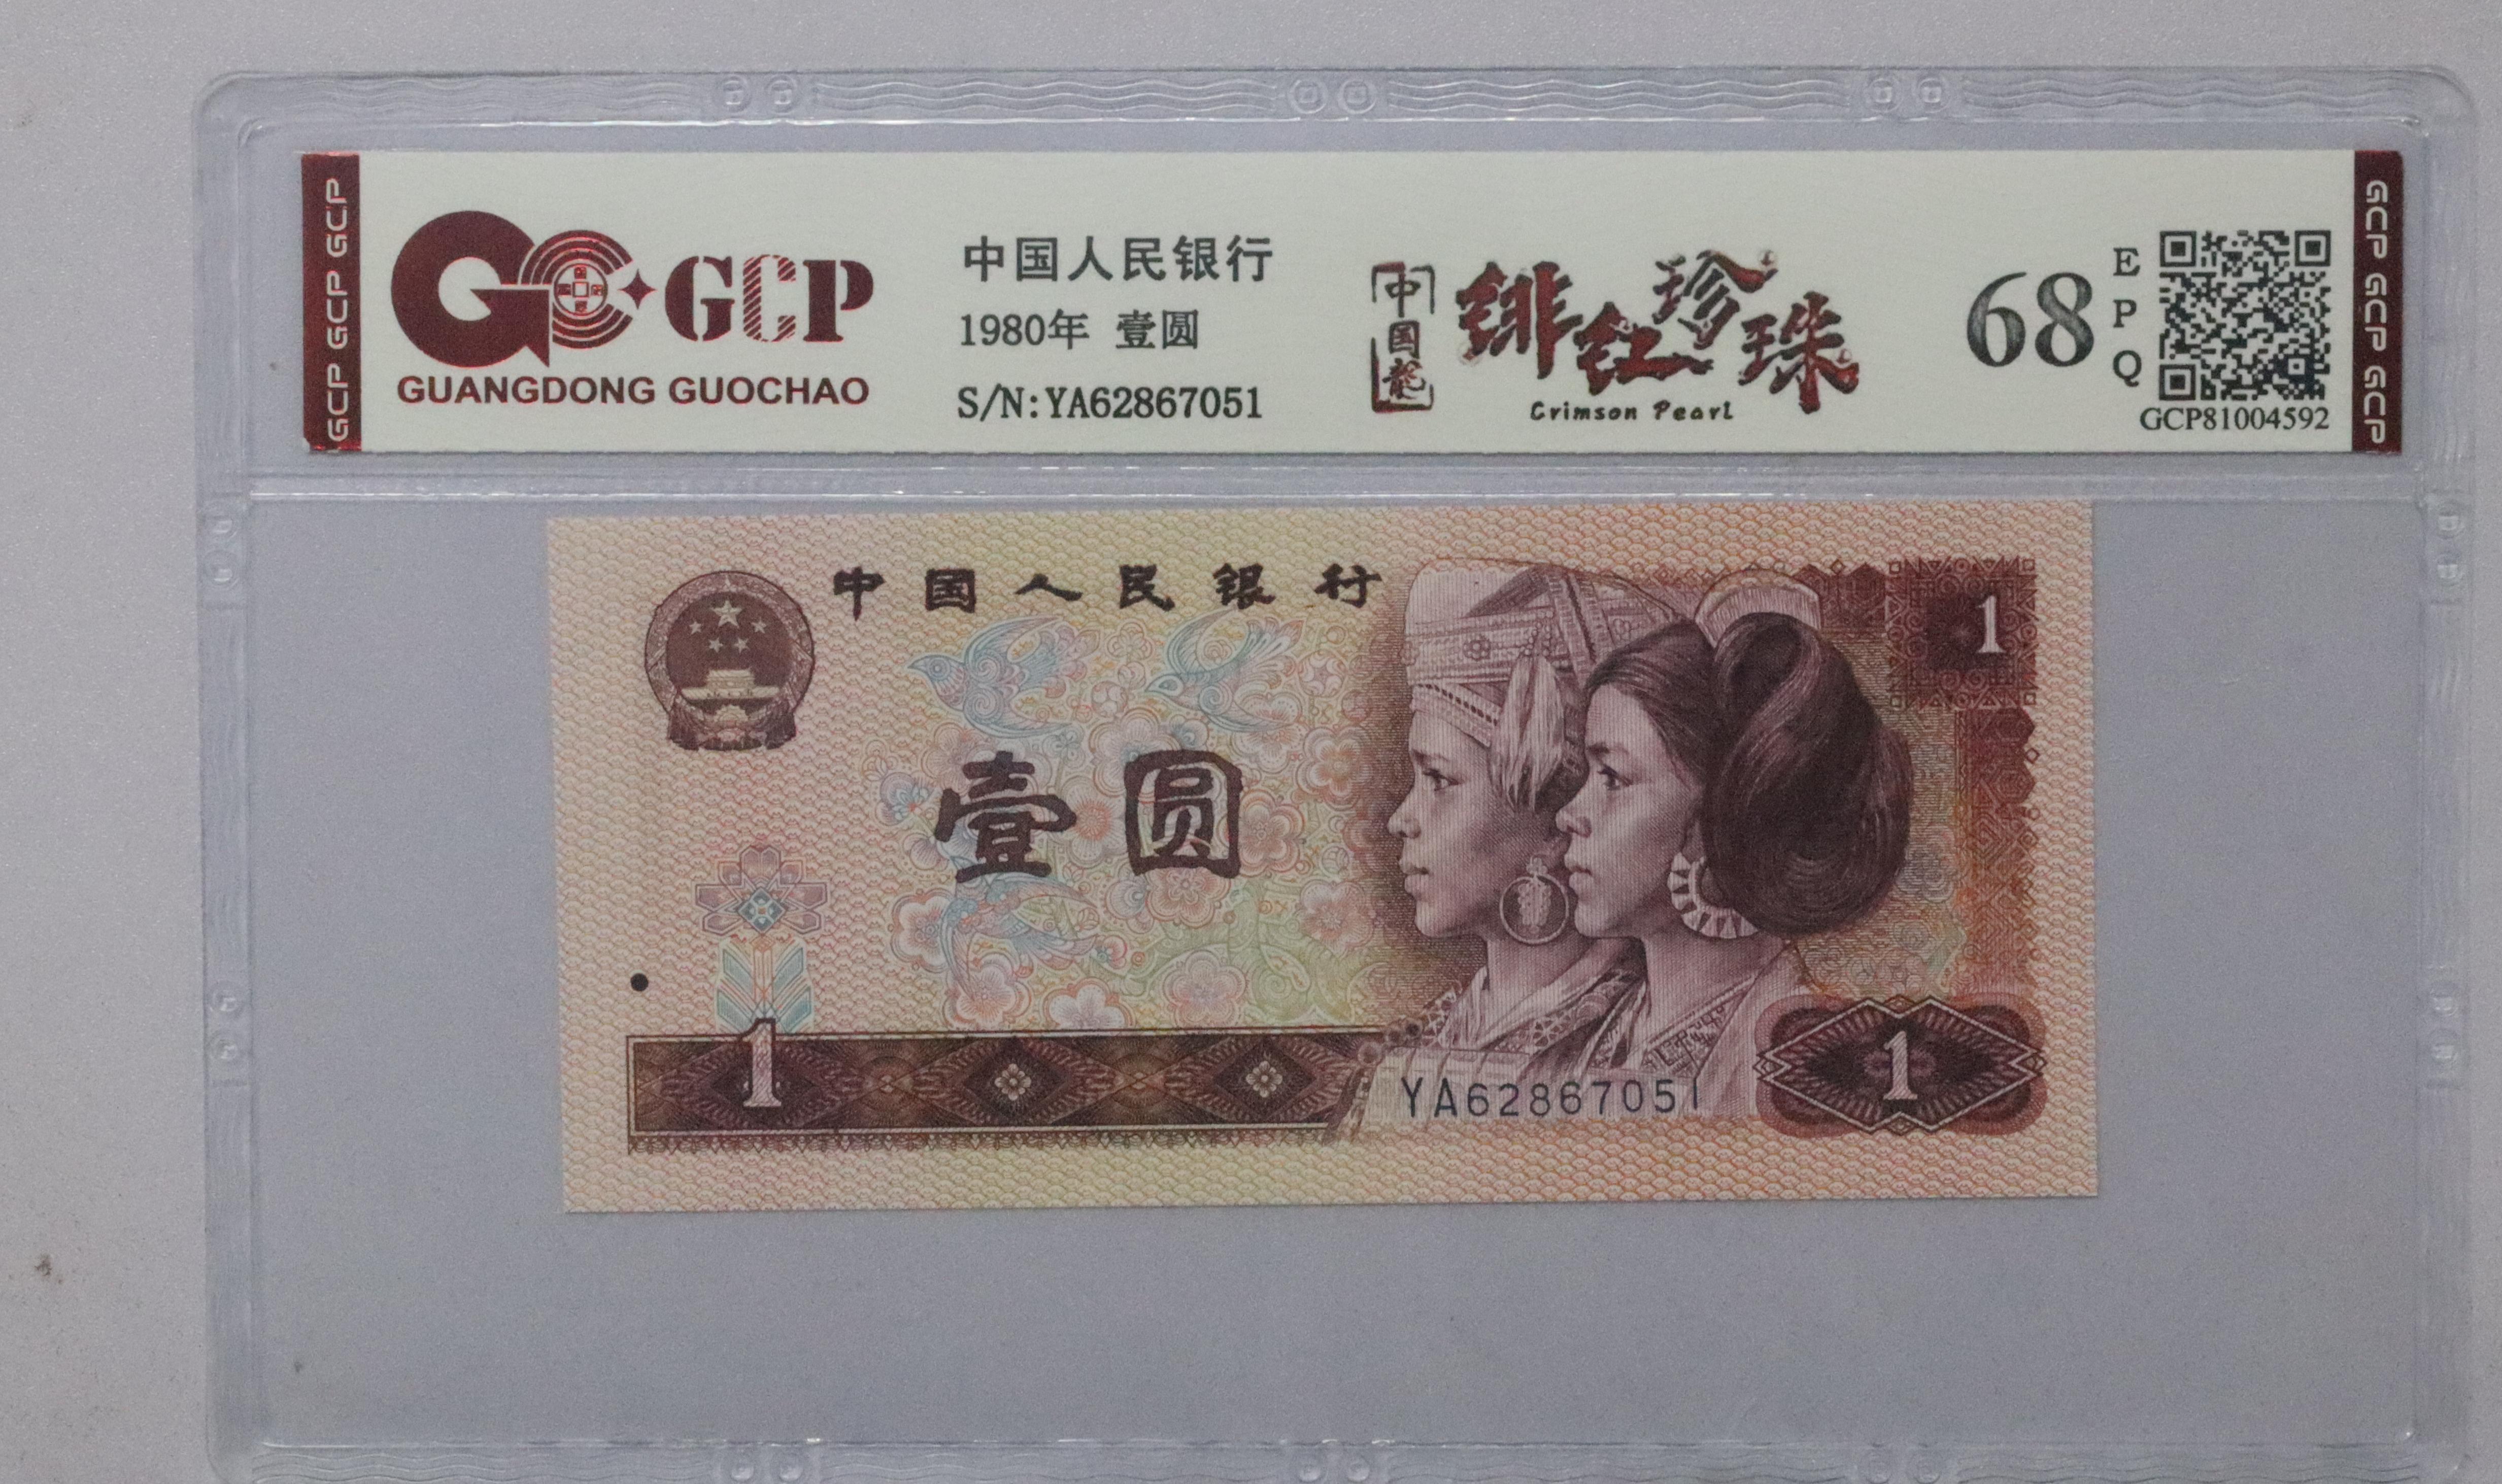 GCP GCP GCP
GCP
GUANGDONG GUOCHAO
中国人民银行
1980年 壹圆
S/N:YA62867051
中国龍
绯红珍珠
Crimson Pearl
68
EPQ
GCP81004592
GCP GCP GCP
中国人民银行
1
壹圆
1
YA62867051
1